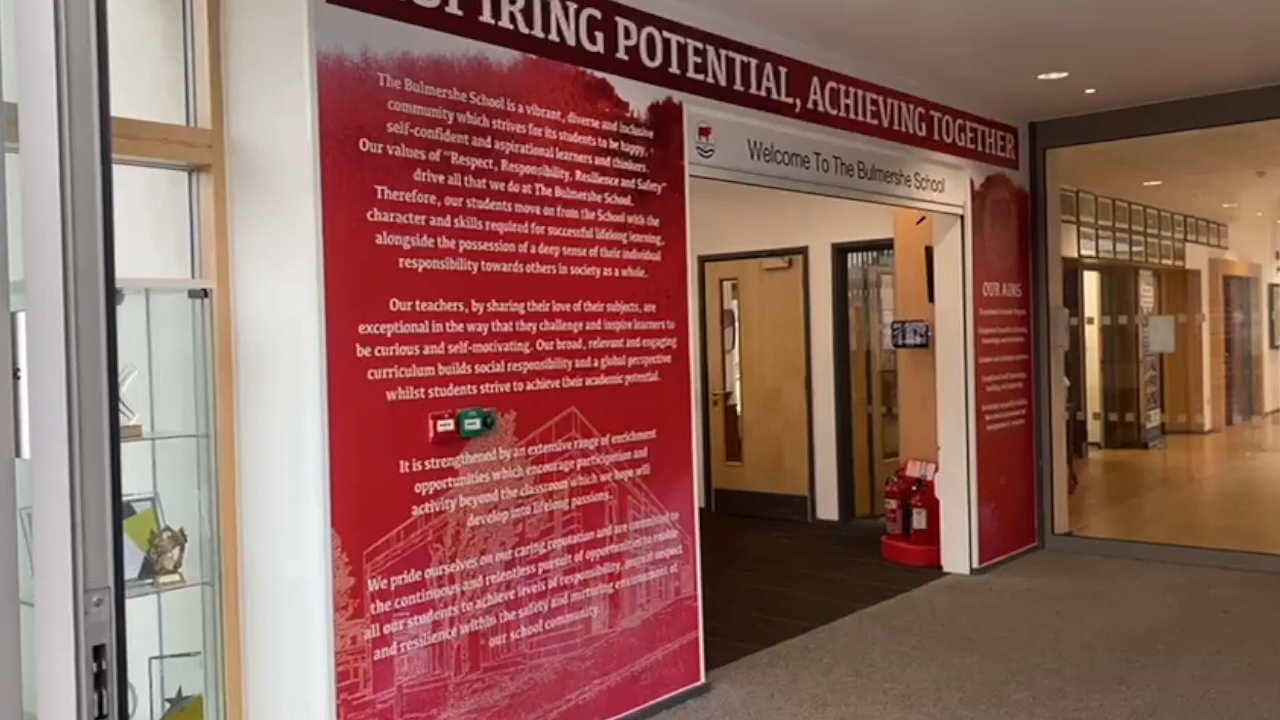 SPIRING POTENTIAL, ACHIEVING TOGETHER
The Bulmershe School is a vibrant, diverse and inclusive
community which strives for its students to be happy,
self-confident and aspirational learners and thinkers.
Our values of "Respect, Responsibility, Resilience and Safety"
drive all that we do at The Bulmershe School.
Therefore, our students move on from the School with the
character and skills required for successful lifelong learning,
alongside the possession of a deep sense of their individual
responsibility towards others in society as a whole.
Our teachers, by sharing their love of their subjects, are
exceptional in the way that they challenge and inspire learners to
be curious and self-motivating. Our broad, relevant and engaging
curriculum builds social responsibility and a global perspective
whilst students strive to achieve their academic potential.
It is strengthened by an extensive range of enrichment
opportunities which encourage participation and
activity beyond the classroom which we hope will
develop into lifelong passions.
We pride ourselves on our caring reputation and are committed to
the continuous and relentless pursuit of opportunities to enable
all our students to achieve levels of responsibility, mutual respect
and resilience within the safety and nurturing environment of
our school community.
Welcome To The Bulmershe School
OUR AIMS